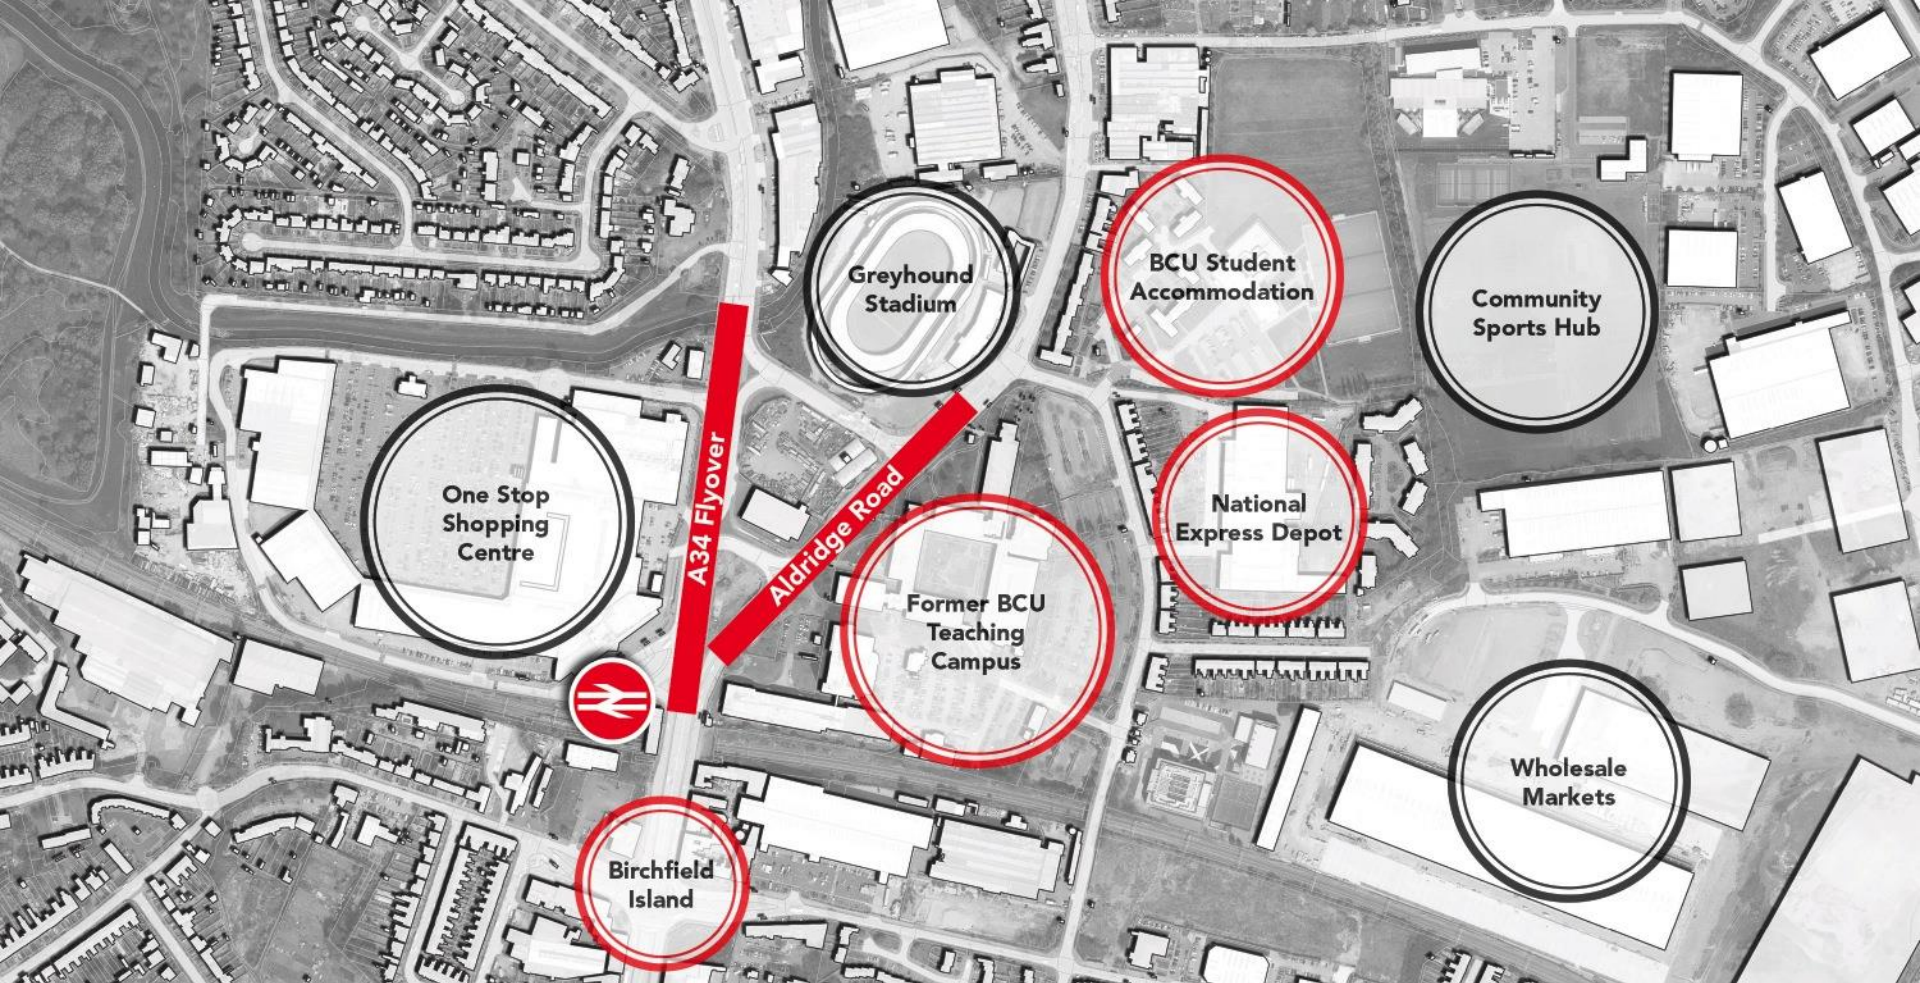 Greyhound
Stadium
BCU Student
Accommodation
Community
Sports Hub
One Stop
Shopping
Centre
A34 Flyover
Aldridge Road
National
Express Depot
Former BCU
Teaching
Campus
Wholesale
Markets
Birchfield
Island